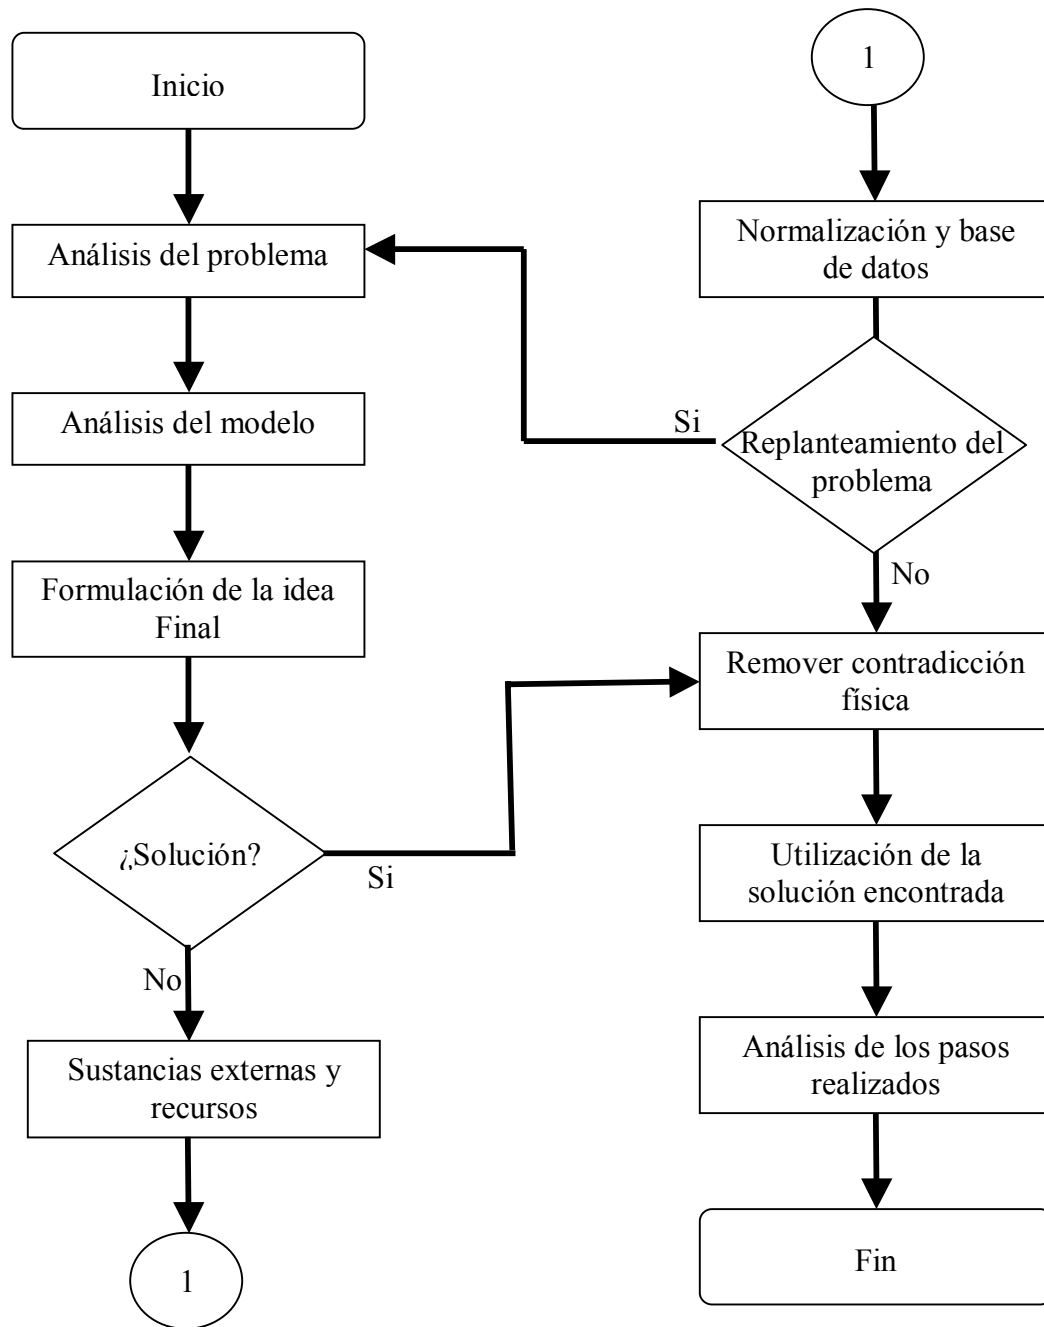 Inicio
Análisis del problema
Análisis del modelo
Formulación de la idea
Final
¿Solución?
Si
No
Sustancias externas y
recursos
1
1
Normalización y base
de datos
Si
Replanteamiento del
problema
No
Remover contradicción
física
Utilización de la
solución encontrada
Análisis de los pasos
realizados
Fin